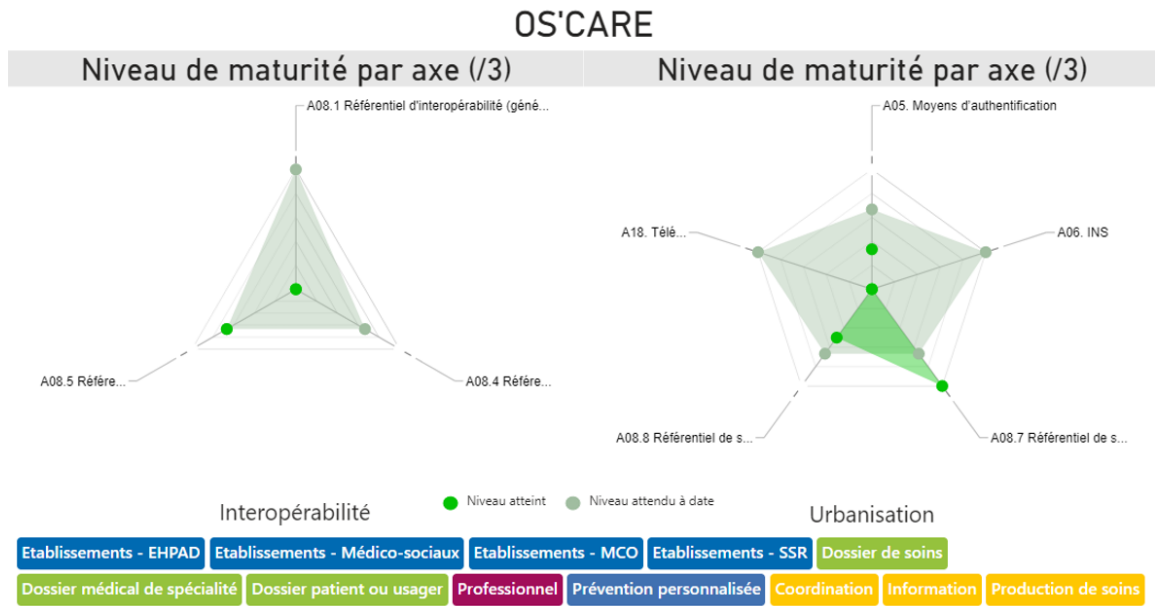 OS'CARE
Niveau de maturité par axe (/3)
Niveau de maturité par axe (/3)
A08.1 Référentiel d'interopérabilité (géné...
A08.5 Référe...
A08.4 Référe...
A05. Moyens d'authentification
A18. Télé...
A06. INS
A08.8 Référentiel de s...
A08.7 Référentiel de s...
Niveau atteint
Niveau attendu à date
Interopérabilité
Urbanisation
Etablissements - EHPAD
Etablissements - Médico-sociaux
Etablissements - MCO
Etablissements - SSR
Dossier de soins
Dossier médical de spécialité
Dossier patient ou usager
Professionnel
Prévention personnalisée
Coordination
Information
Production de soins